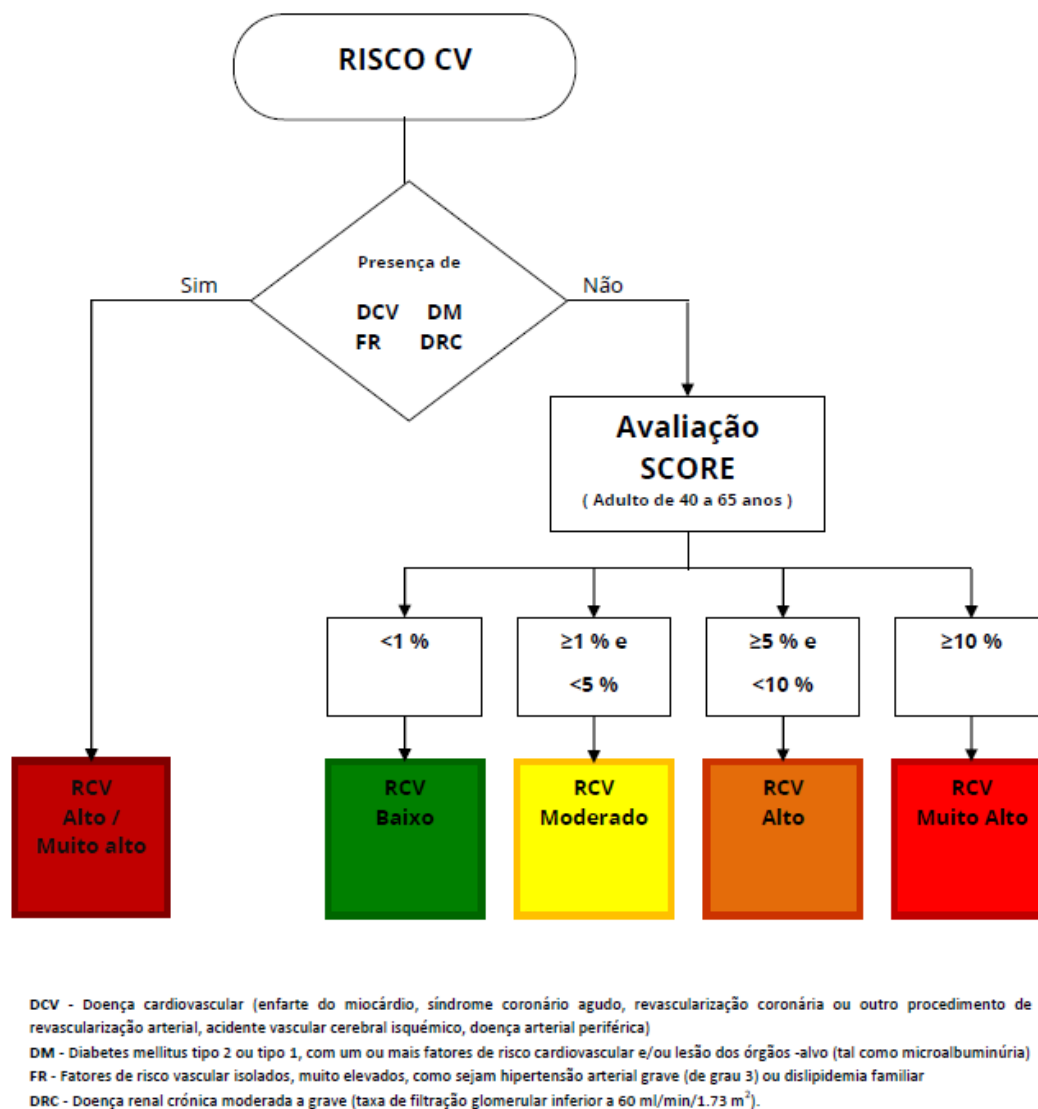 RISCO CV
Presença de
DCV DM
FR DRC
Sim
Não
Avaliação
SCORE
( Adulto de 40 a 65 anos )
<1 %
≥1 % e
<5 %
≥5 % e
<10 %
≥10 %
RCV
Alto /
Muito alto
RCV
Baixo
RCV
Moderado
RCV
Alto
RCV
Muito Alto
DCV - Doença cardiovascular (enfarte do miocárdio, síndrome coronário agudo, revascularização coronária ou outro procedimento de
revascularização arterial, acidente vascular cerebral isquémico, doença arterial periférica)
DM - Diabetes mellitus tipo 2 ou tipo 1, com um ou mais fatores de risco cardiovascular e/ou lesão dos órgãos -alvo (tal como microalbuminúria)
FR - Fatores de risco vascular isolados, muito elevados, como sejam hipertensão arterial grave (de grau 3) ou dislipidemia familiar
DRC - Doença renal crónica moderada a grave (taxa de filtração glomerular inferior a 60 ml/min/1.73 m²).